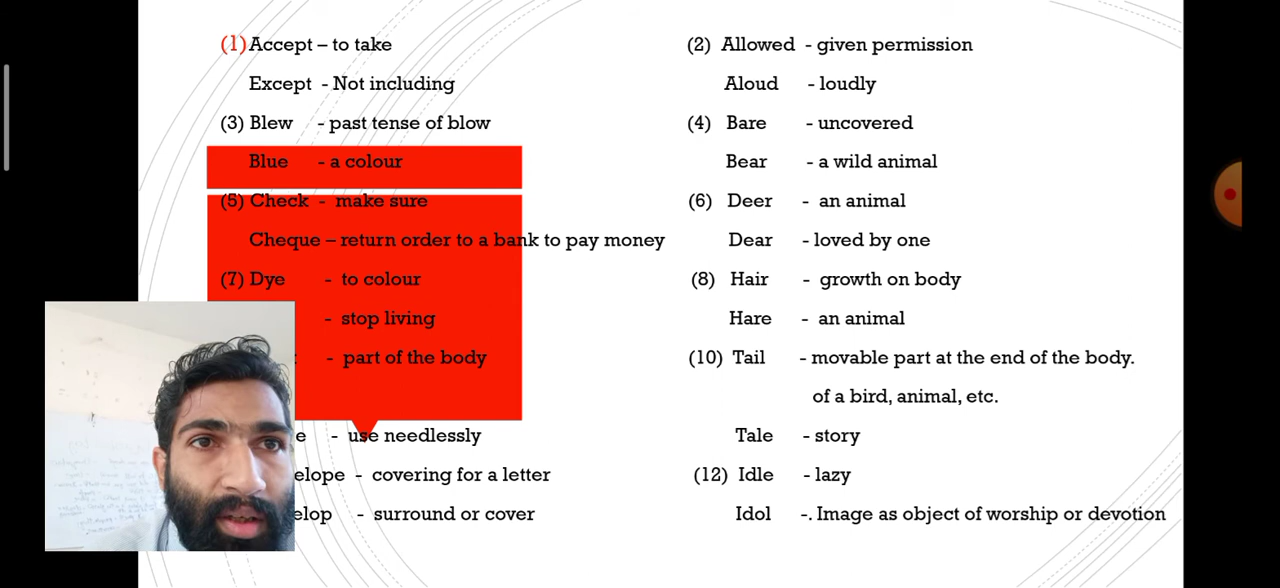 (1) Accept – to take
Except - Not including
(3) Blew - past tense of blow
Blue - a colour
(5) Check - make sure
Cheque – return order to a bank to pay money
(7) Dye - to colour
- stop living
- part of the body
e - use needlessly
elope - covering for a letter
elop - surround or cover
(2) Allowed - given permission
Aloud - loudly
(4) Bare - uncovered
Bear - a wild animal
(6) Deer - an animal
Dear - loved by one
(8) Hair - growth on body
Hare - an animal
(10) Tail - movable part at the end of the body.
of a bird, animal, etc.
Tale - story
(12) Idle - lazy
Idol -. Image as object of worship or devotion